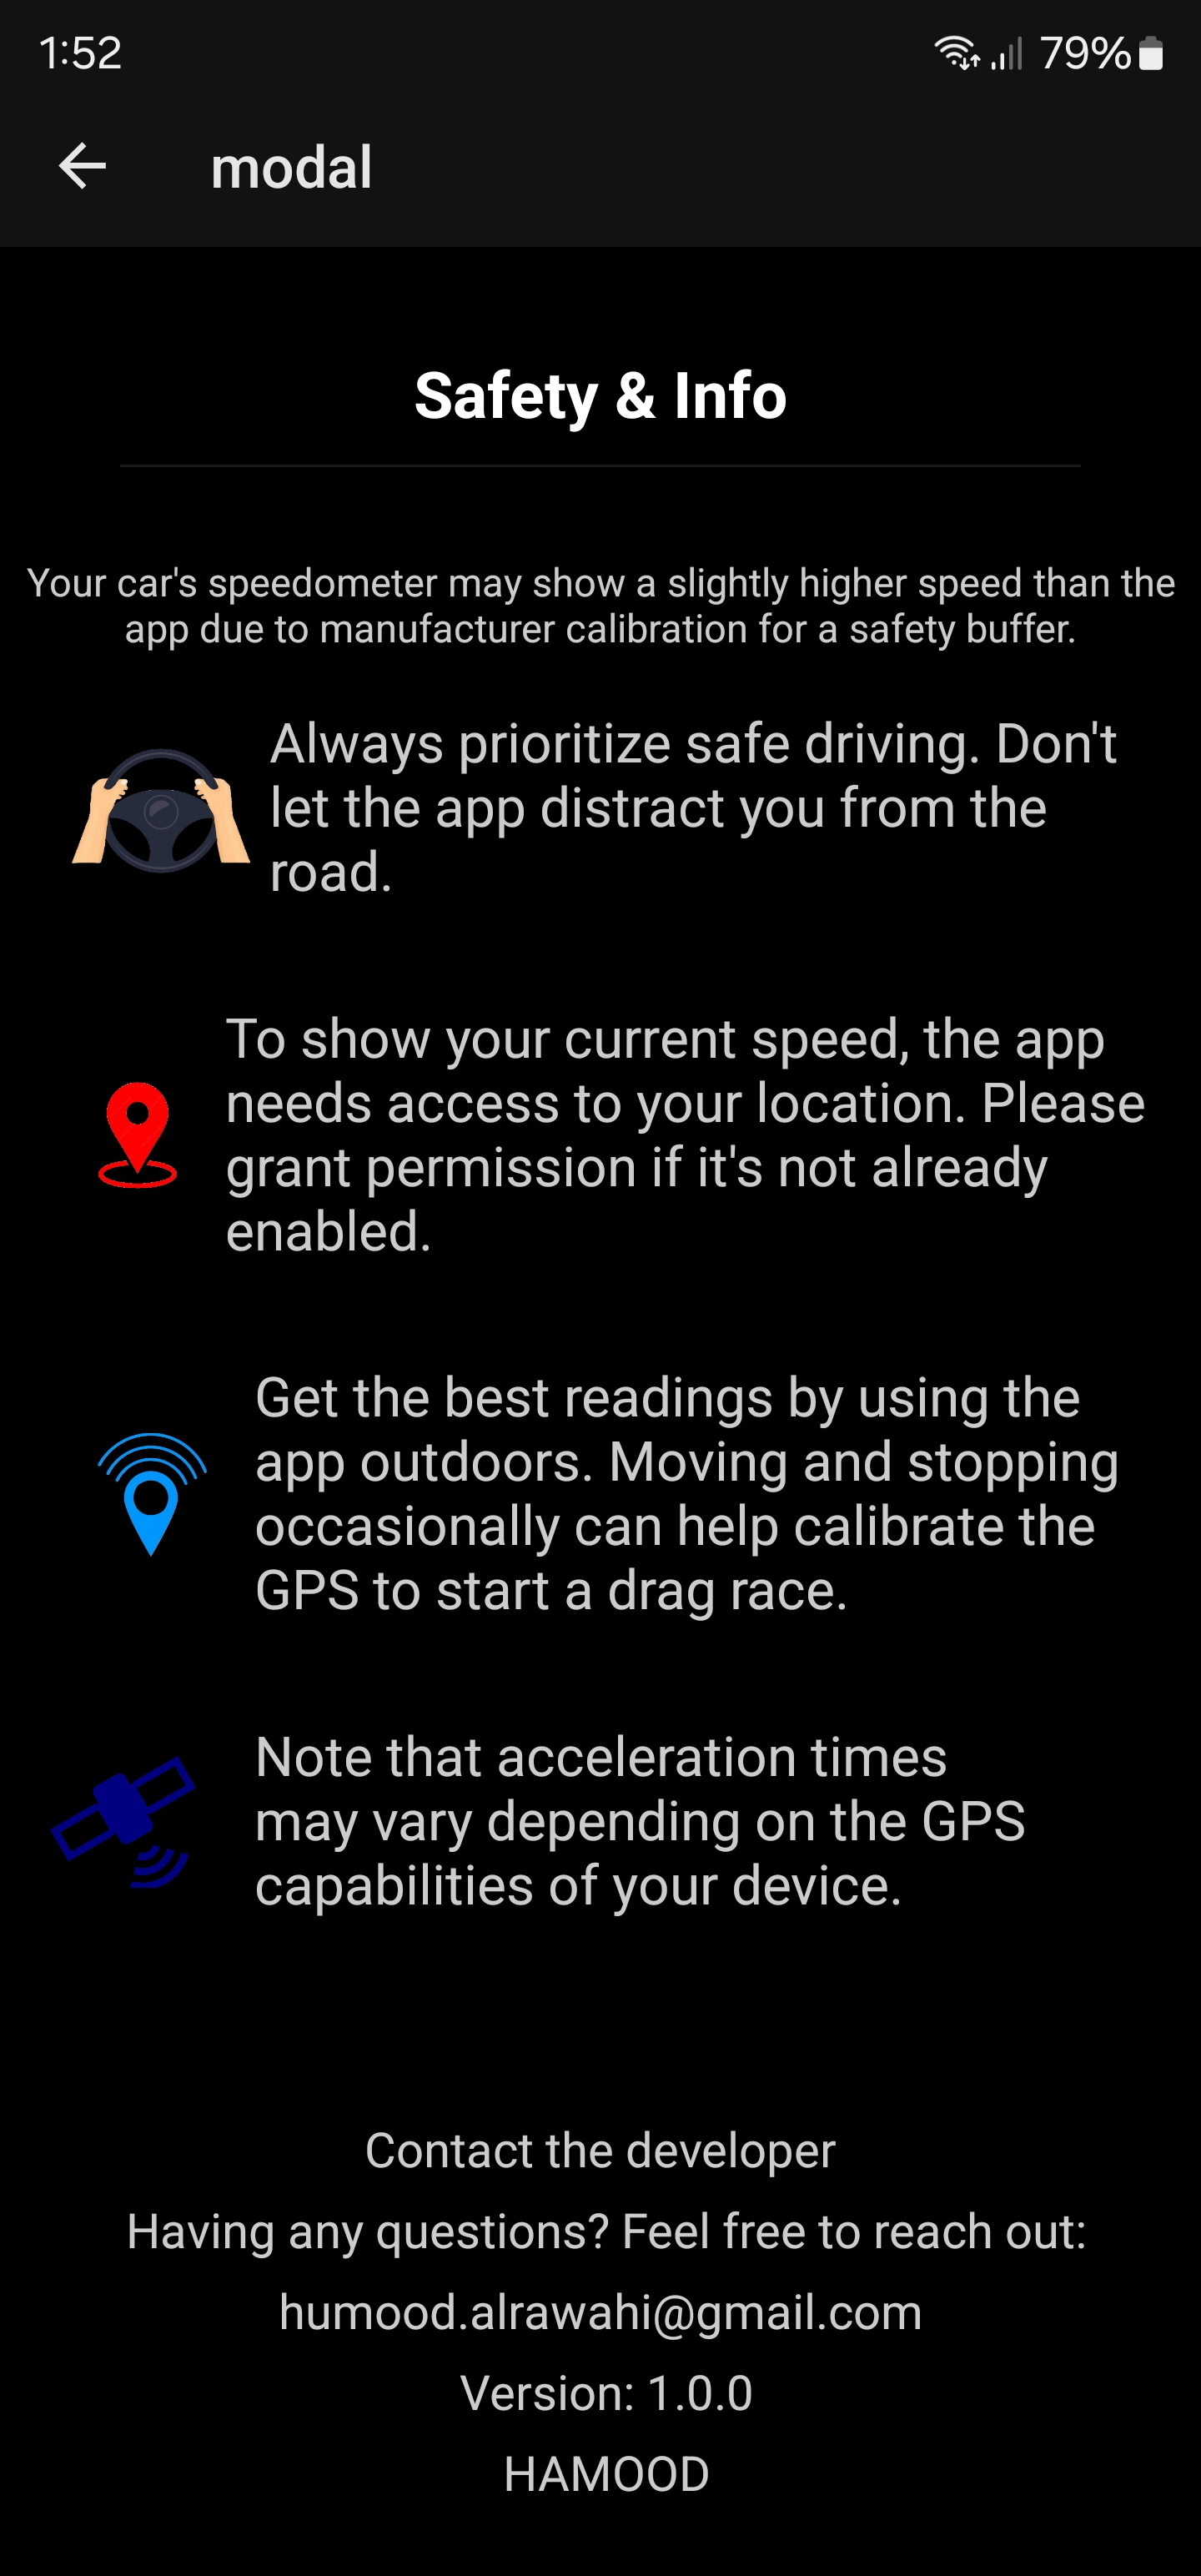 1:52
79%
modal
Safety & Info
Your car's speedometer may show a slightly higher speed than the
app due to manufacturer calibration for a safety buffer.
Always prioritize safe driving. Don't
let the app distract you from the
road.
To show your current speed, the app
needs access to your location. Please
grant permission if it's not already
enabled.
Get the best readings by using the
app outdoors. Moving and stopping
occasionally can help calibrate the
GPS to start a drag race.
Note that acceleration times
may vary depending on the GPS
capabilities of your device.
Contact the developer
Having any questions? Feel free to reach out:
humood.alrawahi@gmail.com
Version: 1.0.0
HAMOOD